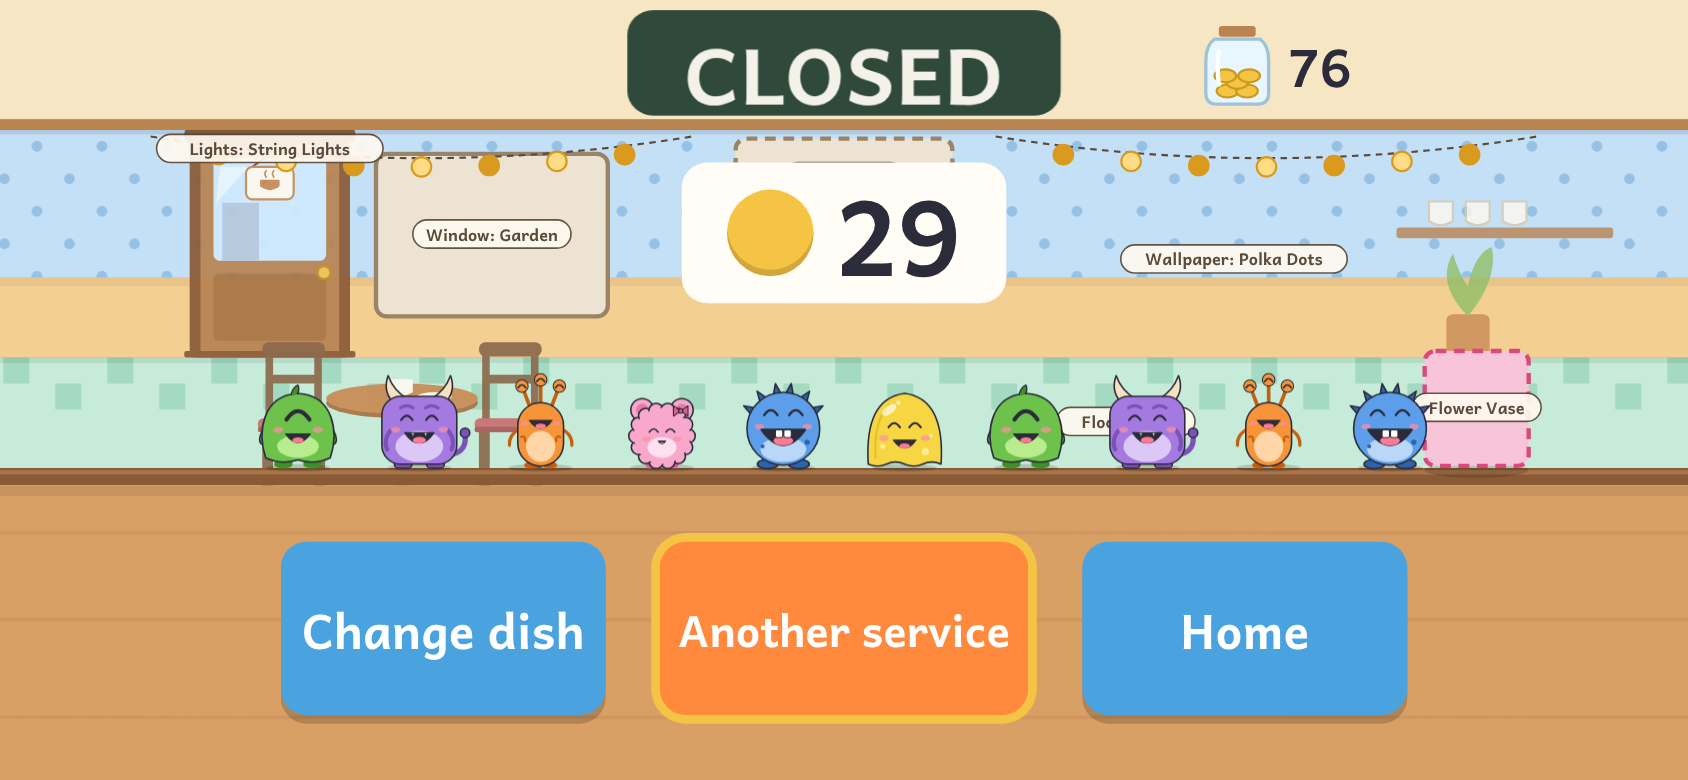 CLOSED
76
Lights: String Lights
29
Window: Garden
Wallpaper: Polka Dots
Flower Vase
Change dish
Another service
Home